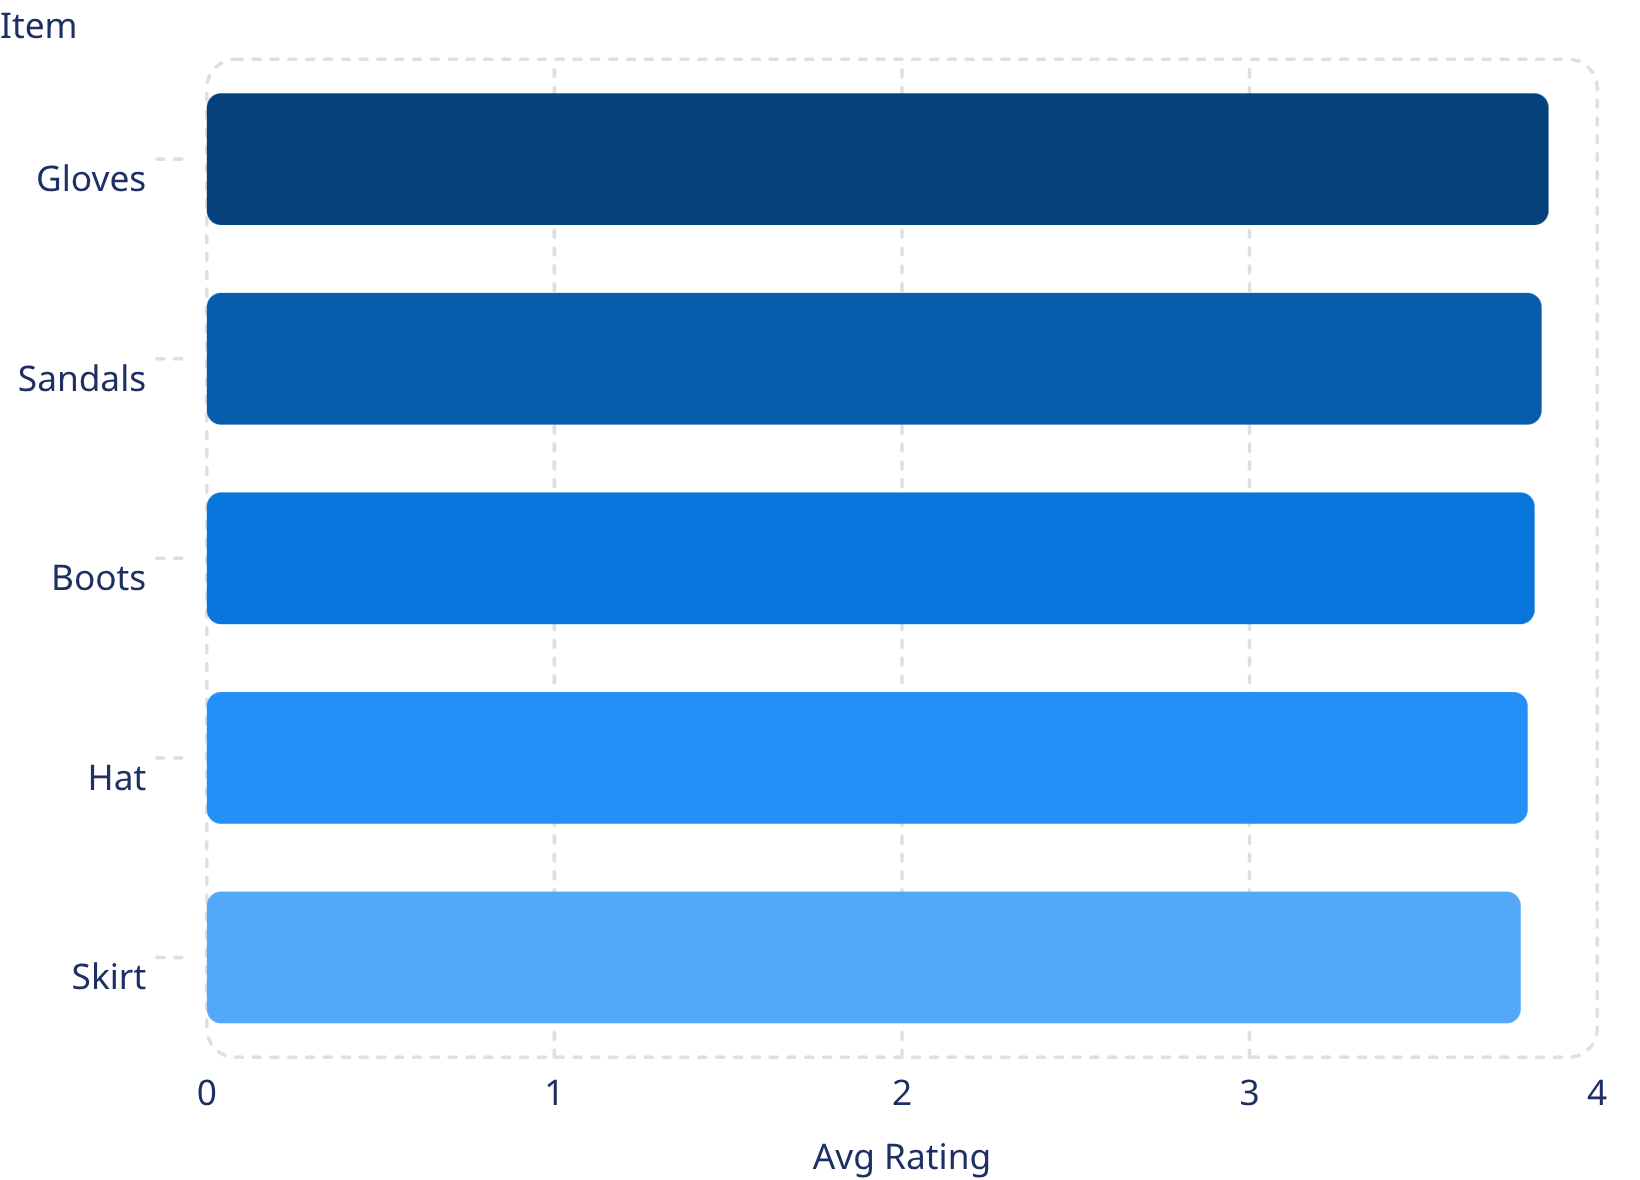 Item
Gloves
Sandals
Boots
Hat
Skirt
0 1 2 3 4
Avg Rating